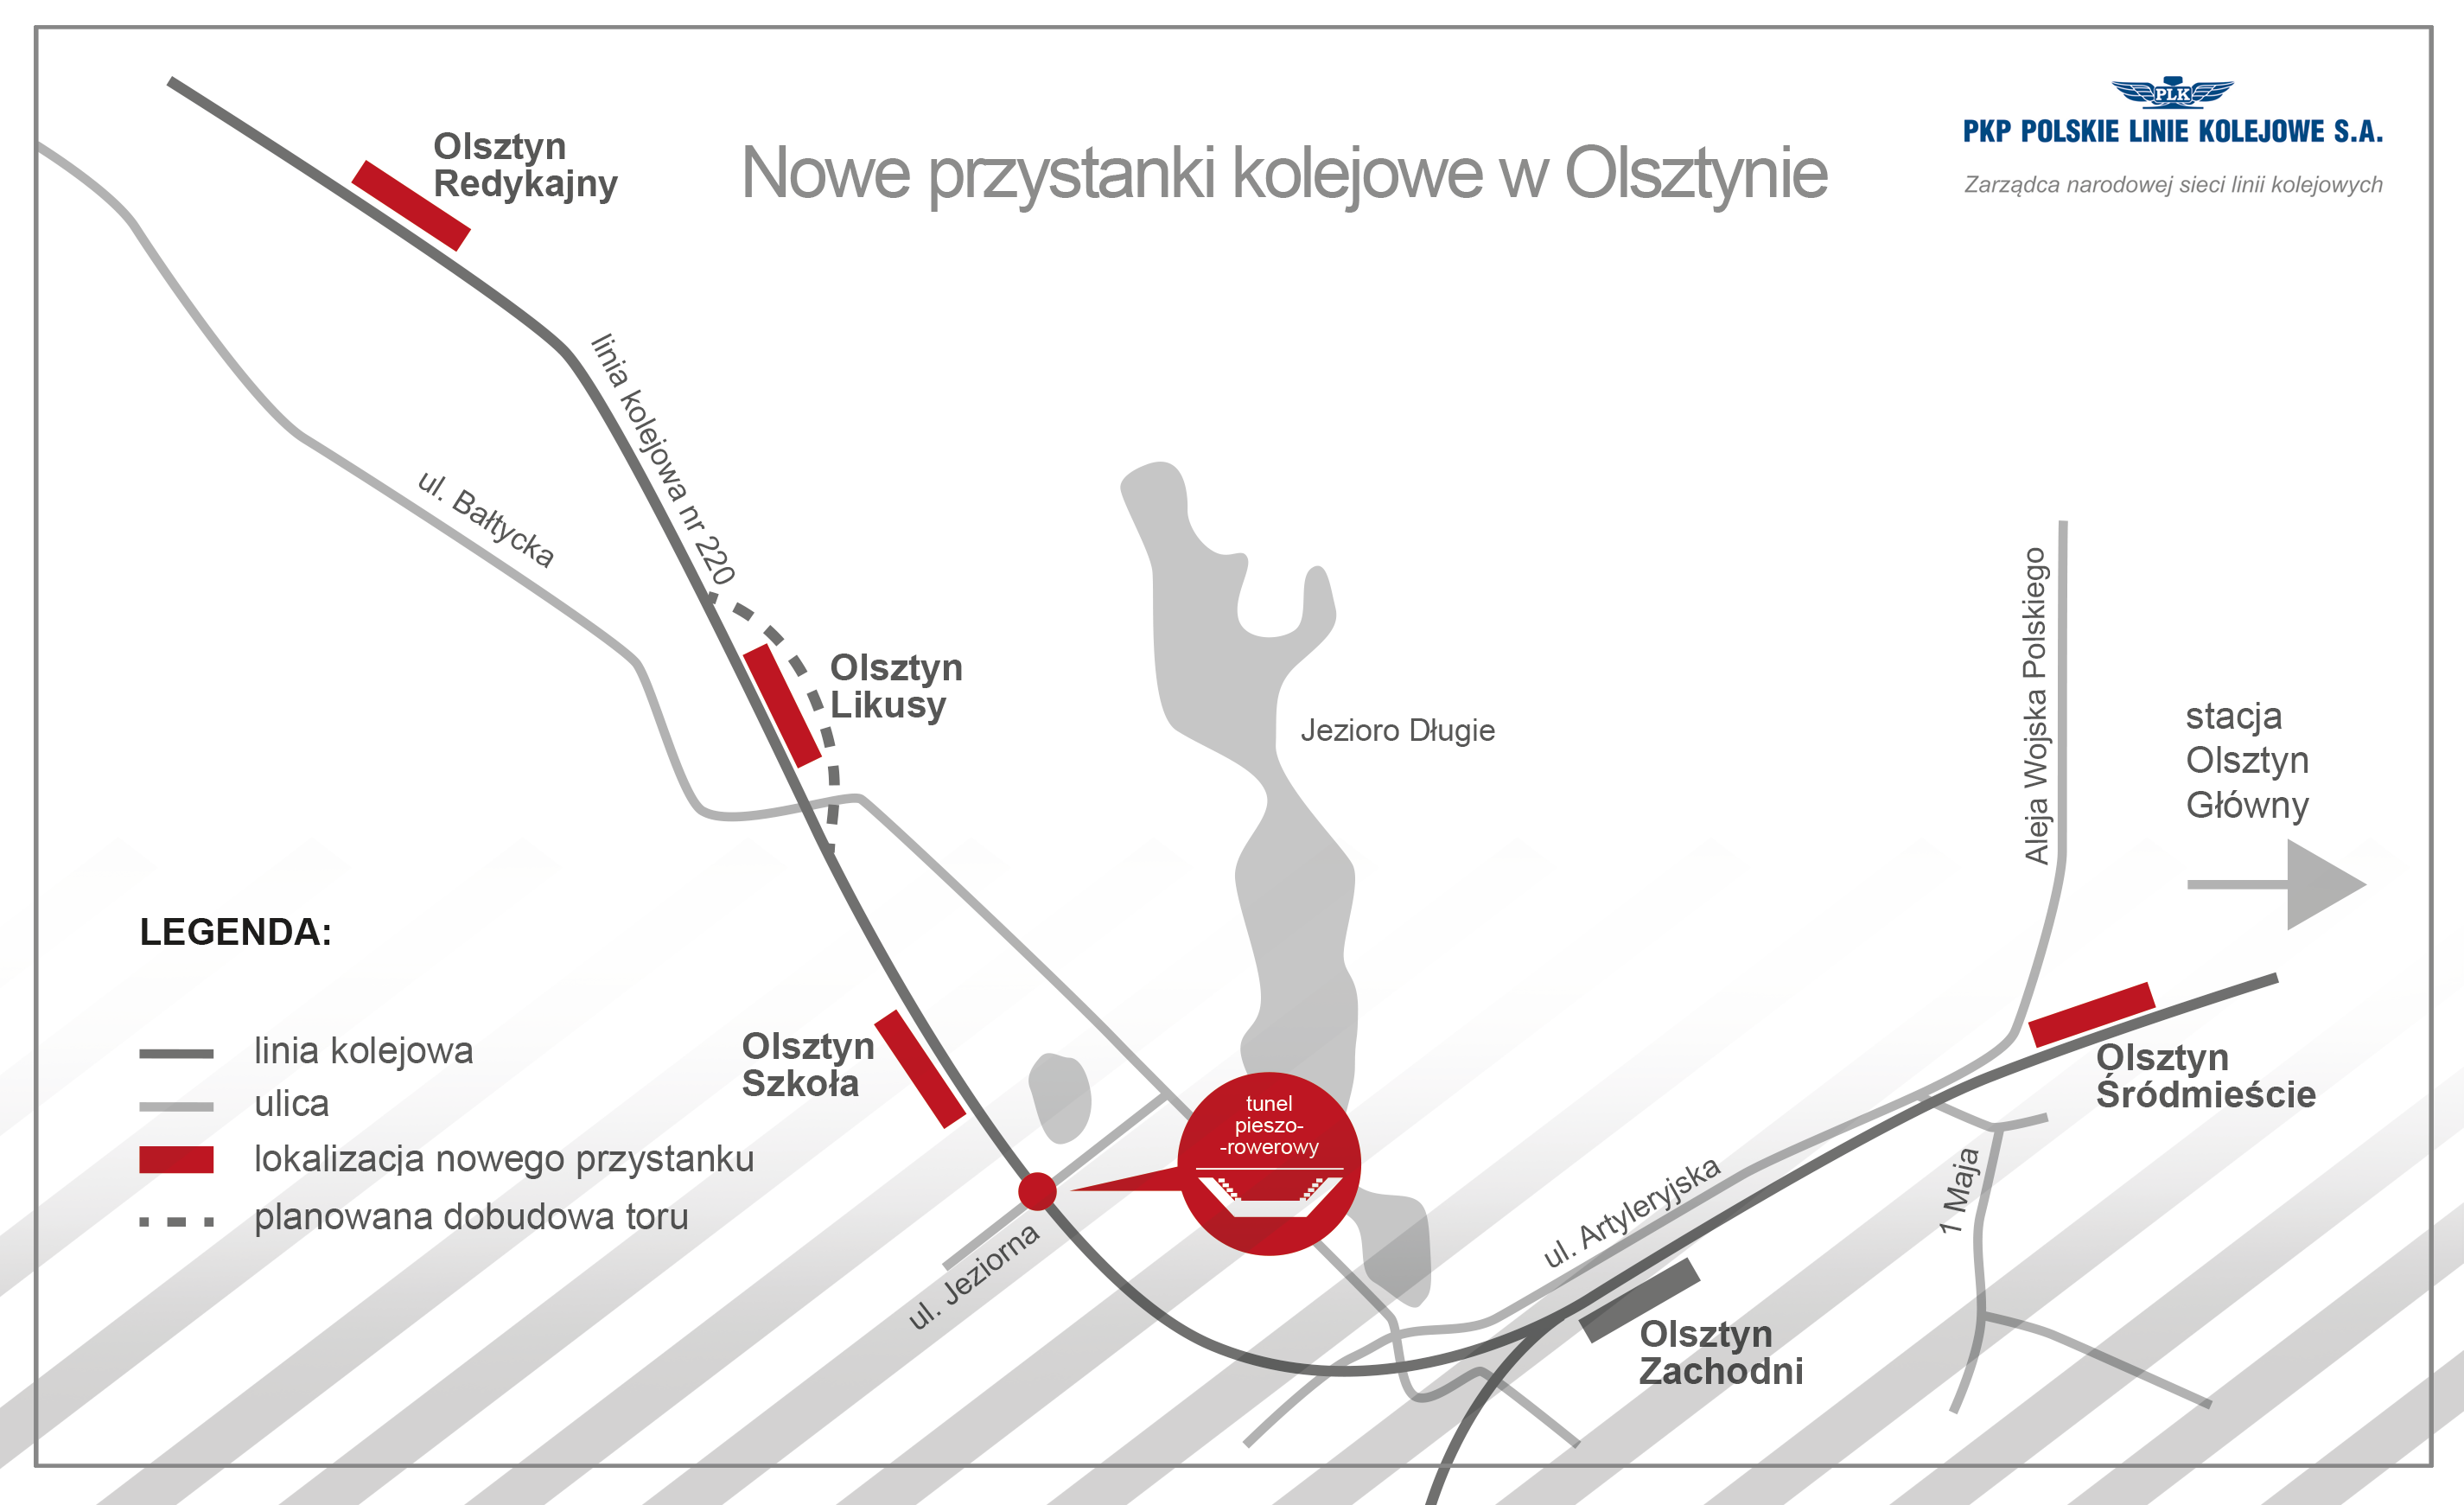 PLK
PKP POLSKIE LINIE KOLEJOWE S.A.
Zarządca narodowej sieci linii kolejowych
Nowe przystanki kolejowe w Olsztynie
Olsztyn
Redykajny
linia kolejowa nr 220
ul. Bałtycka
Olsztyn
Likusy
Jezioro Długie
Aleja Wojska Polskiego
stacja
Olsztyn
Główny
LEGENDA:
linia kolejowa
ulica
lokalizacja nowego przystanku
planowana dobudowa toru
Olsztyn
Szkoła
tunel
pieszo-
-rowerowy
ul. Jeziorna
ul. Artyleryjska
1 Maja
Olsztyn
Śródmieście
Olsztyn
Zachodni